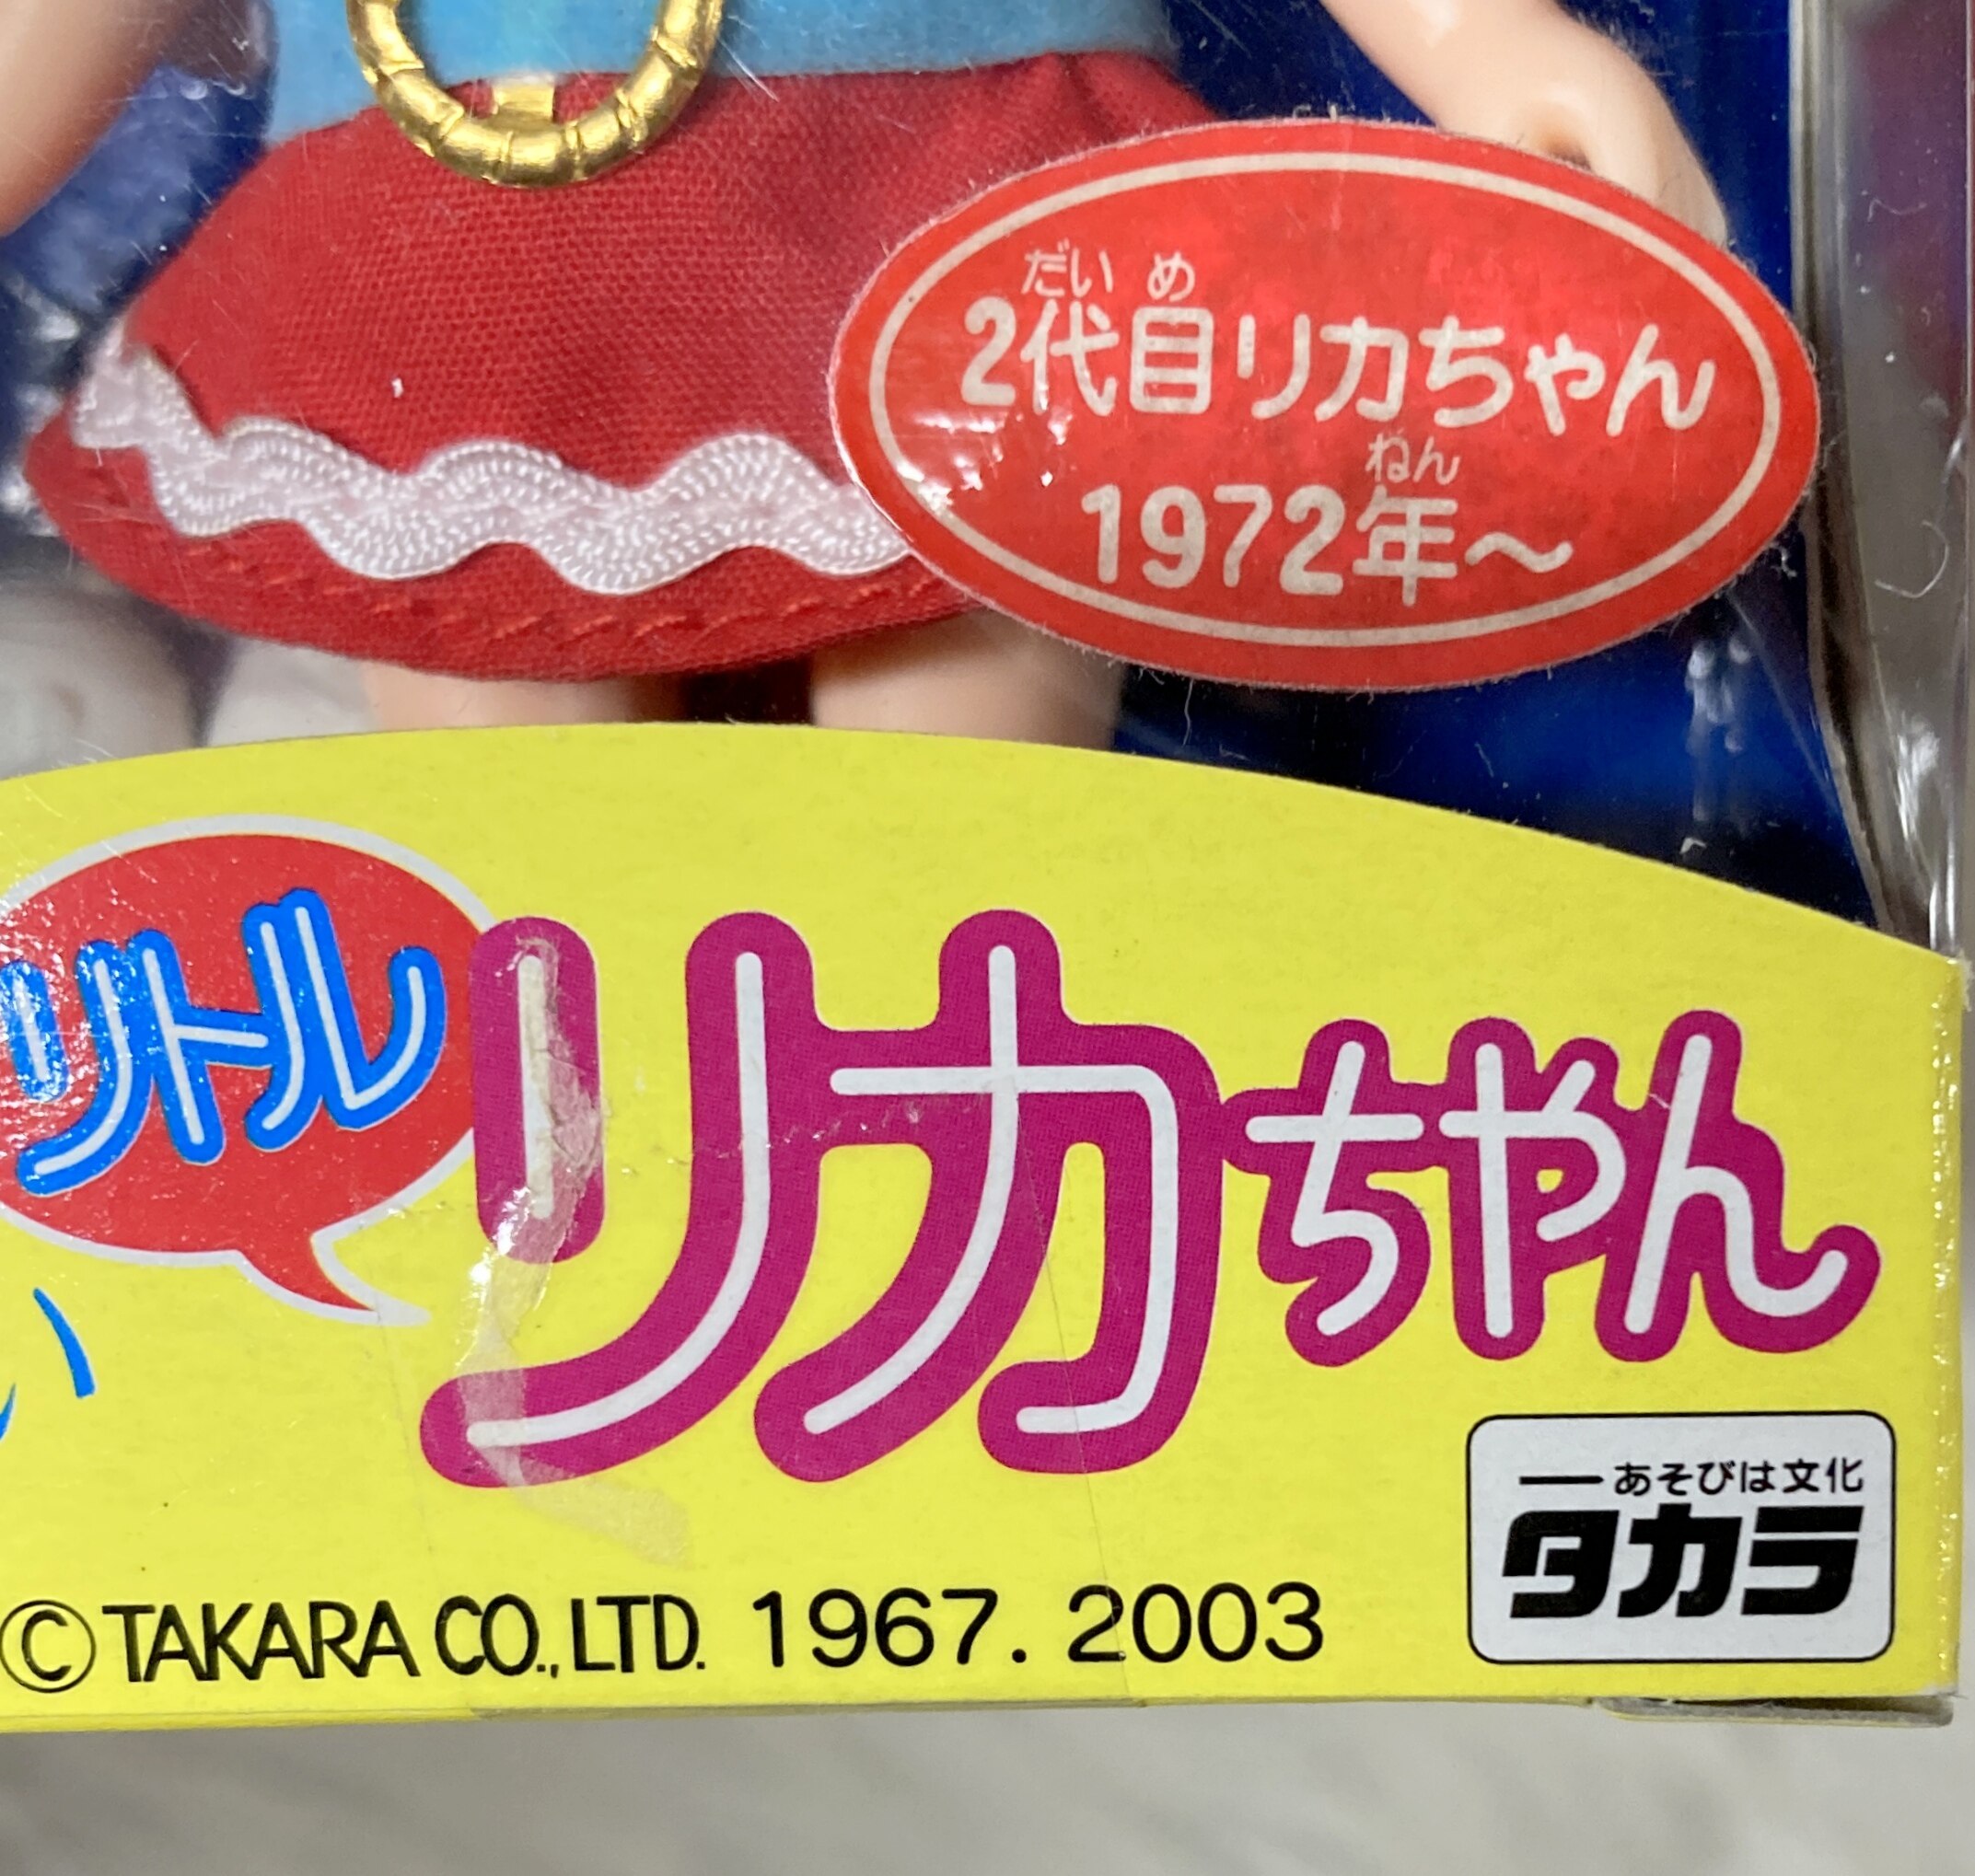 だいめ
2代目リカちゃん
ねん
1972年〜
リトル
リカちゃん
あそびは文化
タカラ
©TAKARA CO.,LTD. 1967. 2003